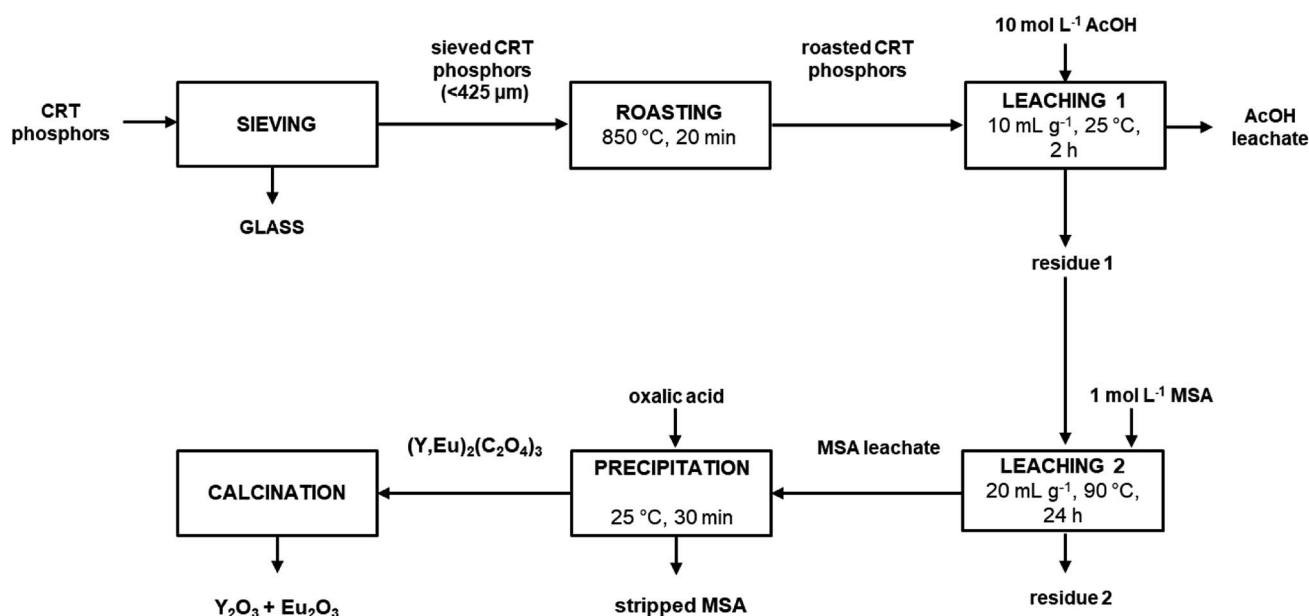 CRT
phosphors
SIEVING
GLASS
sieved CRT
phosphors
(<425 µm)
ROASTING
850 °C, 20 min
roasted CRT
phosphors
10 mol L⁻¹ AcOH
LEACHING 1
10 mL g⁻¹, 25 °C,
2 h
AcOH
leachate
residue 1
1 mol L⁻¹ MSA
LEACHING 2
20 mL g⁻¹, 90 °C,
24 h
residue 2
MSA leachate
oxalic acid
PRECIPITATION
25 °C, 30 min
stripped MSA
(Y,Eu)₂(C₂O₄)₃
CALCINATION
Y₂O₃ + Eu₂O₃